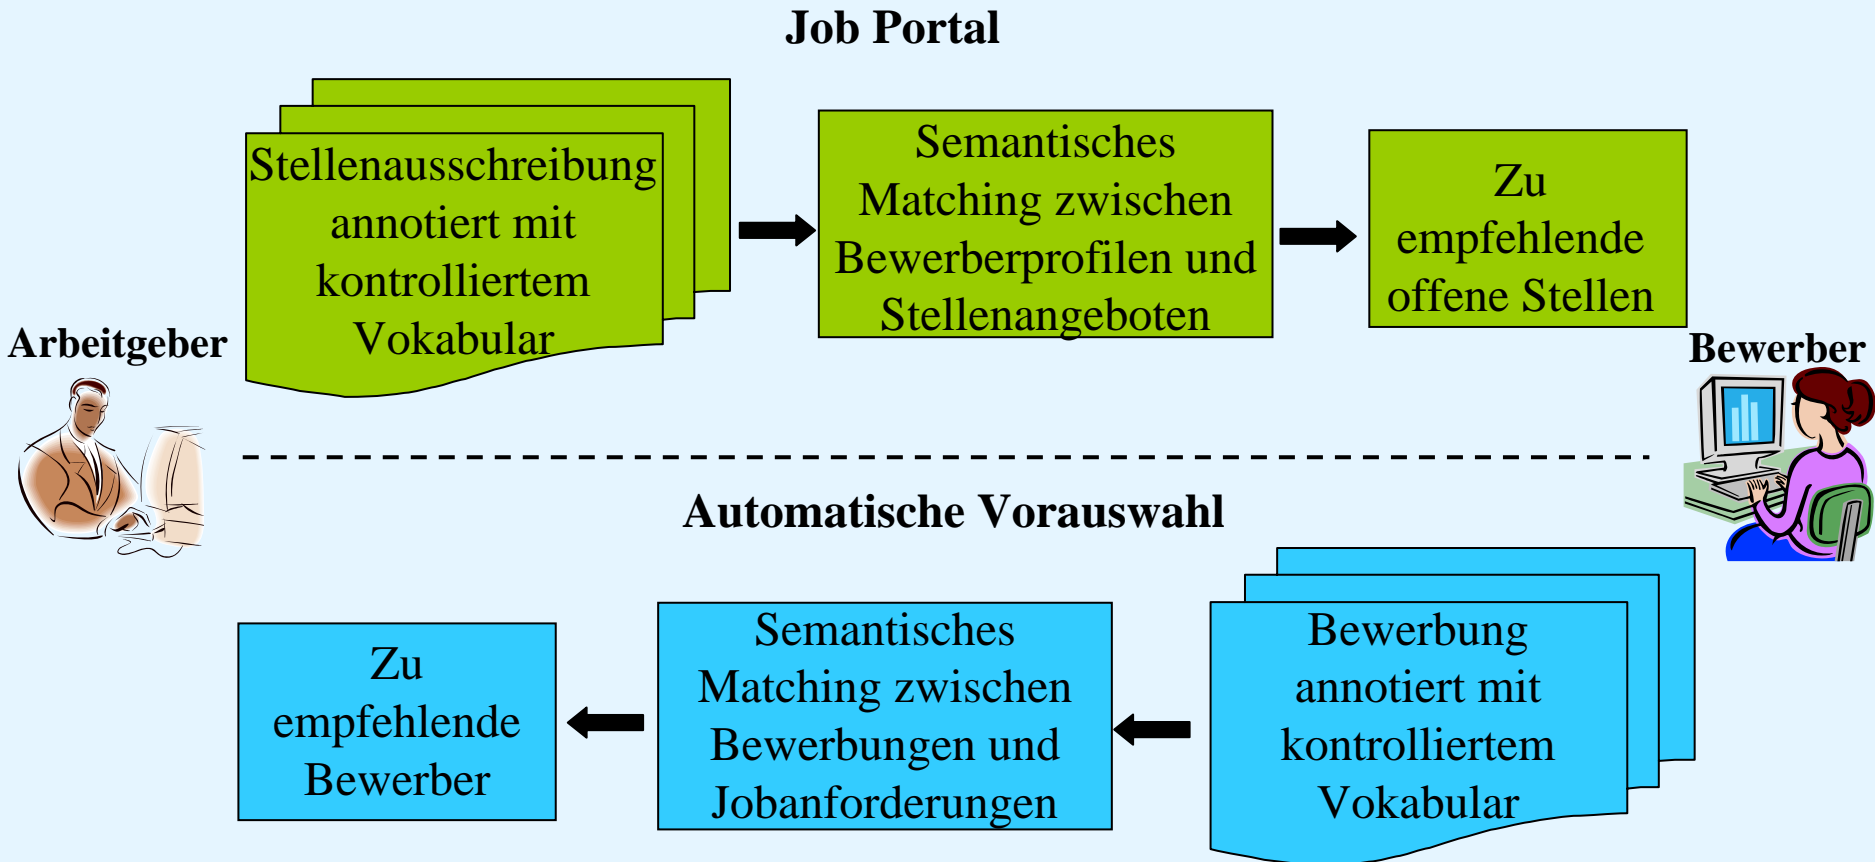 Job Portal
Stellenausschreibung
annotiert mit
kontrolliertem
Vokabular
Semantisches
Matching zwischen
Bewerberprofilen und
Stellenangeboten
Zu
empfehlende
offene Stellen
Arbeitgeber
Bewerber
Automatische Vorauswahl
Zu
empfehlende
Bewerber
Semantisches
Matching zwischen
Bewerbungen und
Jobanforderungen
Bewerbung
annotiert mit
kontrolliertem
Vokabular